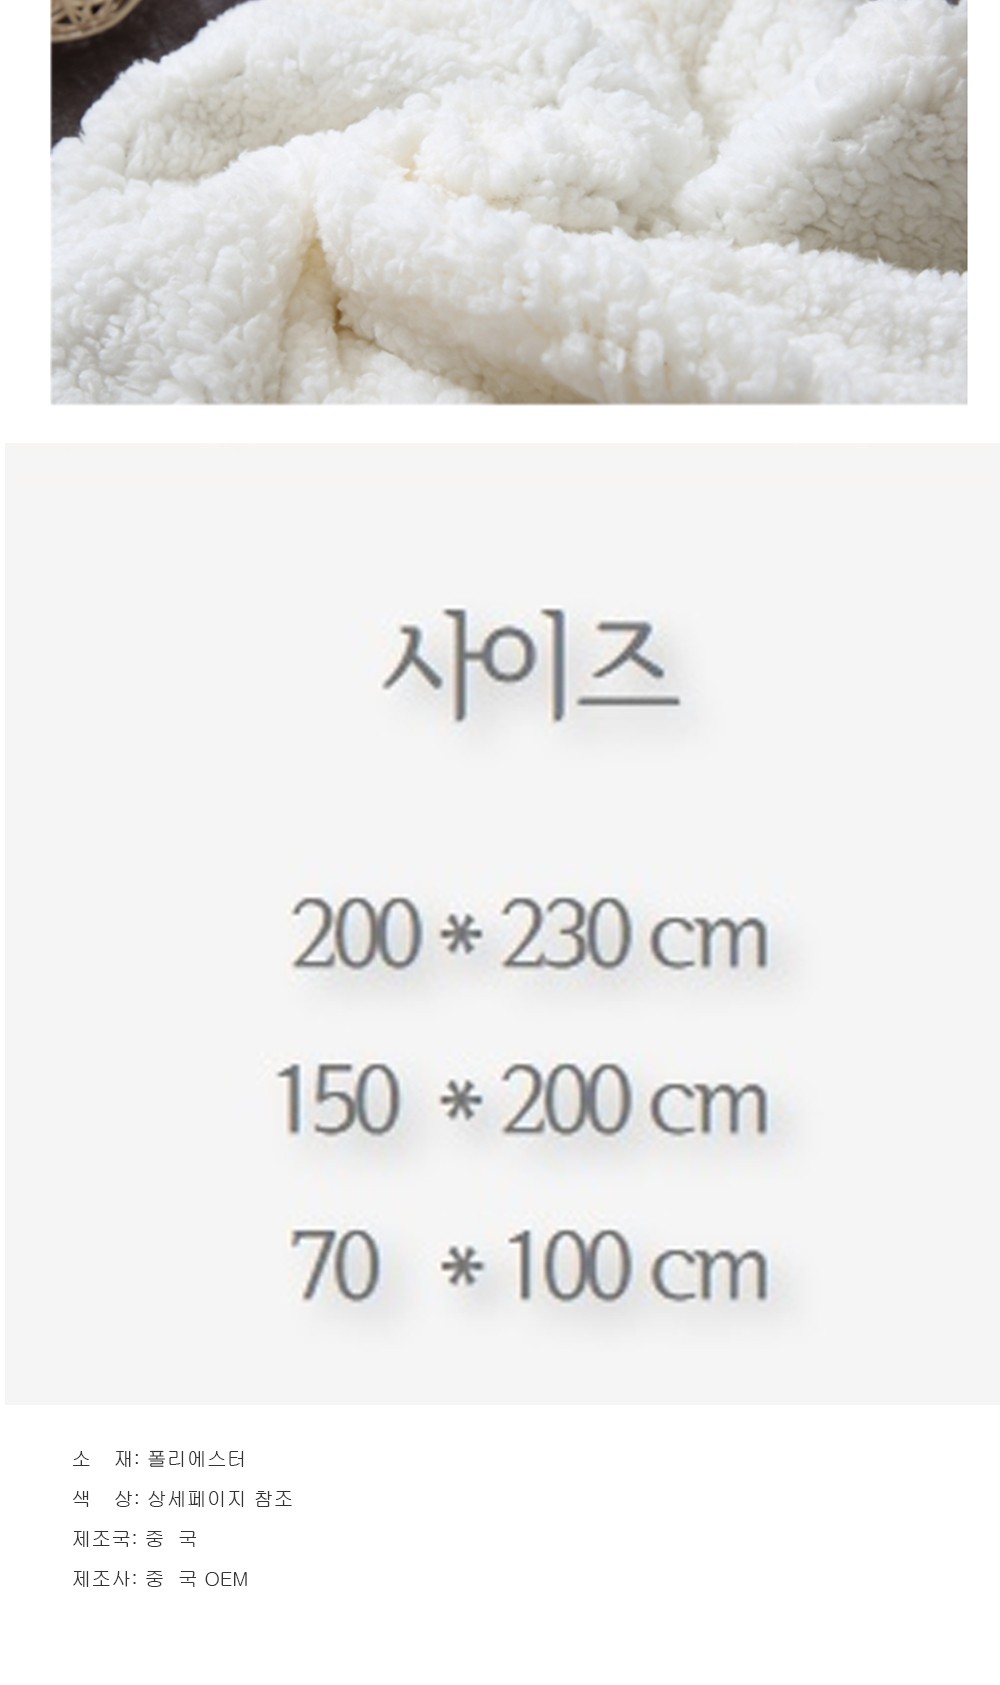 사이즈
200 * 230 cm
150 * 200 cm
70 * 100 cm
소 재: 폴리에스터
색 상: 상세페이지 참조
제조국: 중 국
제조사: 중 국 OEM